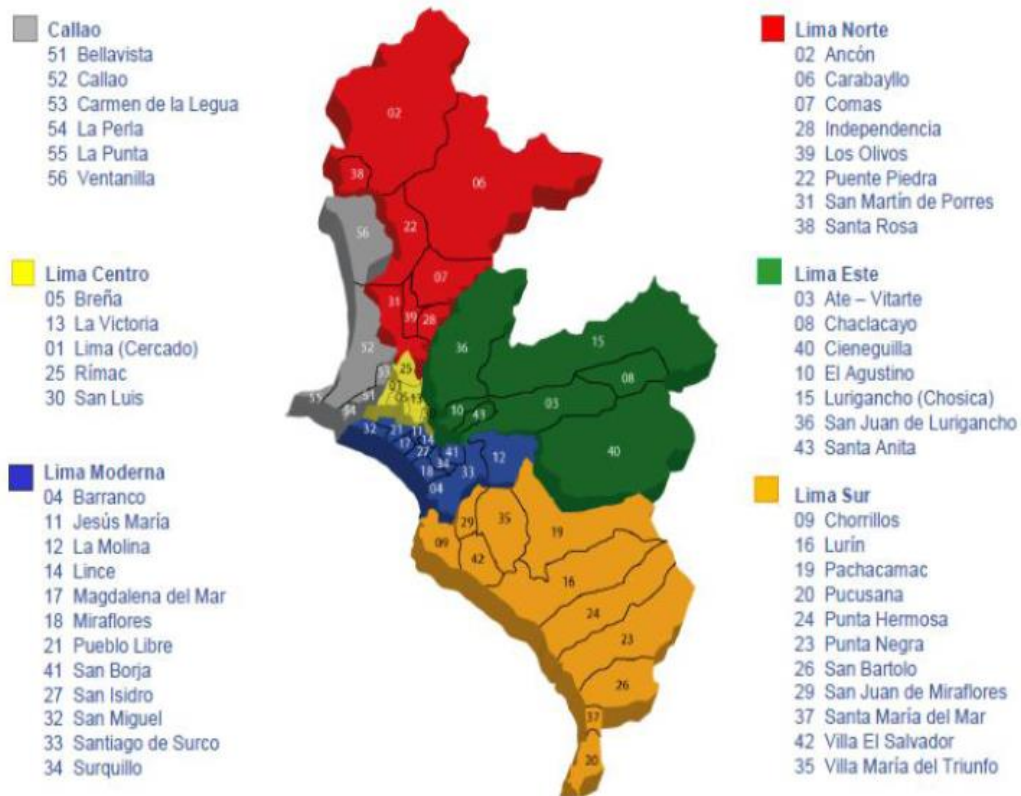 Callao
51 Bellavista
52 Callao
53 Carmen de la Legua
54 La Perla
55 La Punta
56 Ventanilla
Lima Centro
05 Breña
13 La Victoria
01 Lima (Cercado)
25 Rímac
30 San Luis
Lima Moderna
04 Barranco
11 Jesús María
12 La Molina
14 Lince
17 Magdalena del Mar
18 Miraflores
21 Pueblo Libre
41 San Borja
27 San Isidro
32 San Miguel
33 Santiago de Surco
34 Surquillo
02
38
06
56
22
07
31
39
28
52
36
15
53
25
01
05
13
08
03
55
54
51
10
43
32
21
11
14
17
27
41
34
12
18
33
04
40
09
29
35
19
42
16
24
23
26
37
20
Lima Norte
02 Ancón
06 Carabayllo
07 Comas
28 Independencia
39 Los Olivos
22 Puente Piedra
31 San Martín de Porres
38 Santa Rosa
Lima Este
03 Ate – Vitarte
08 Chaclacayo
40 Cieneguilla
10 El Agustino
15 Lurigancho (Chosica)
36 San Juan de Lurigancho
43 Santa Anita
Lima Sur
09 Chorrillos
16 Lurín
19 Pachacamac
20 Pucusana
24 Punta Hermosa
23 Punta Negra
26 San Bartolo
29 San Juan de Miraflores
37 Santa María del Mar
42 Villa El Salvador
35 Villa María del Triunfo